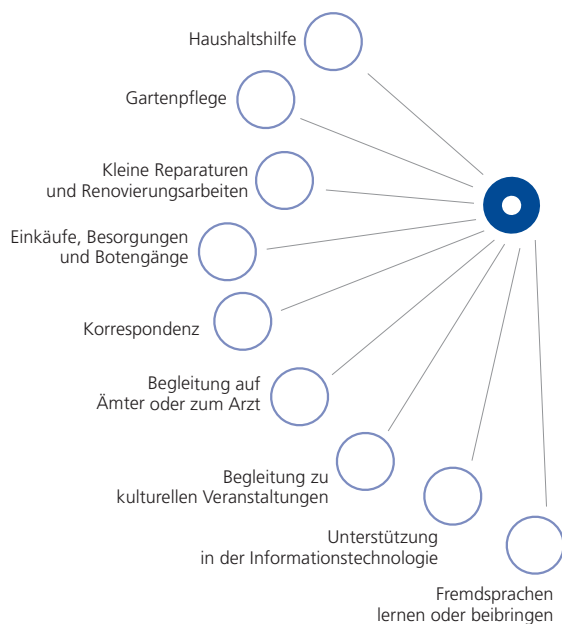 Haushaltshilfe
Gartenpflege
Kleine Reparaturen
und Renovierungsarbeiten
Einkäufe, Besorgungen
und Botengänge
Korrespondenz
Begleitung auf
Ämter oder zum Arzt
Begleitung zu
kulturellen Veranstaltungen
Unterstützung
in der Informationstechnologie
Fremdsprachen
lernen oder beibringen